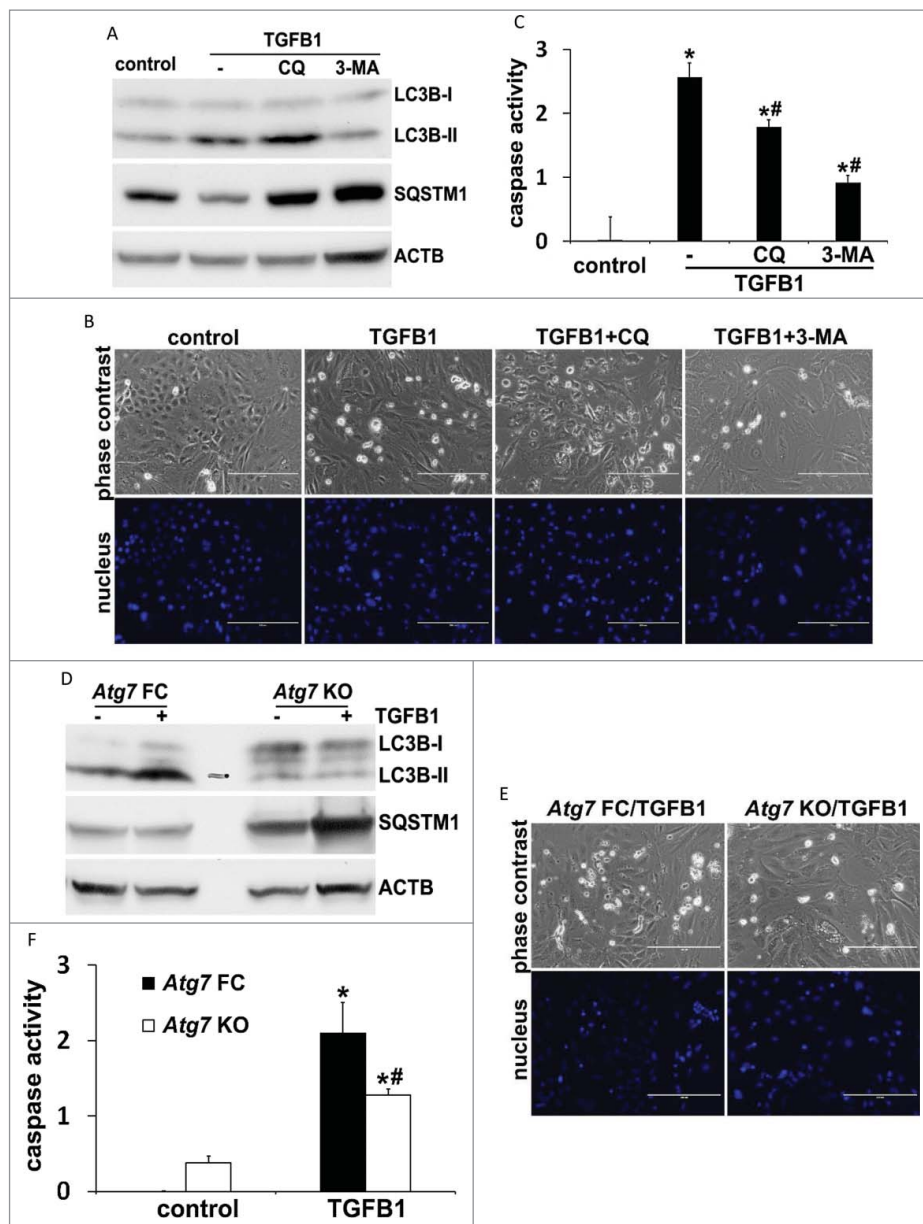 A
TGFB1
control - CQ 3-MA
LC3B-I
LC3B-II
SQSTM1
ACTB
C
caspase activity
3
2
1
0
* *# *#
control - CQ 3-MA
TGFB1
B
control TGFB1 TGFB1+CQ TGFB1+3-MA
phase contrast
nucleus
D
Atg7 FC Atg7 KO
- + - + TGFB1
LC3B-I
LC3B-II
SQSTM1
ACTB
E
Atg7 FC/TGFB1 Atg7 KO/TGFB1
phase contrast
nucleus
F
caspase activity
3
2
1
0
Atg7 FC
Atg7 KO
* *#
control TGFB1